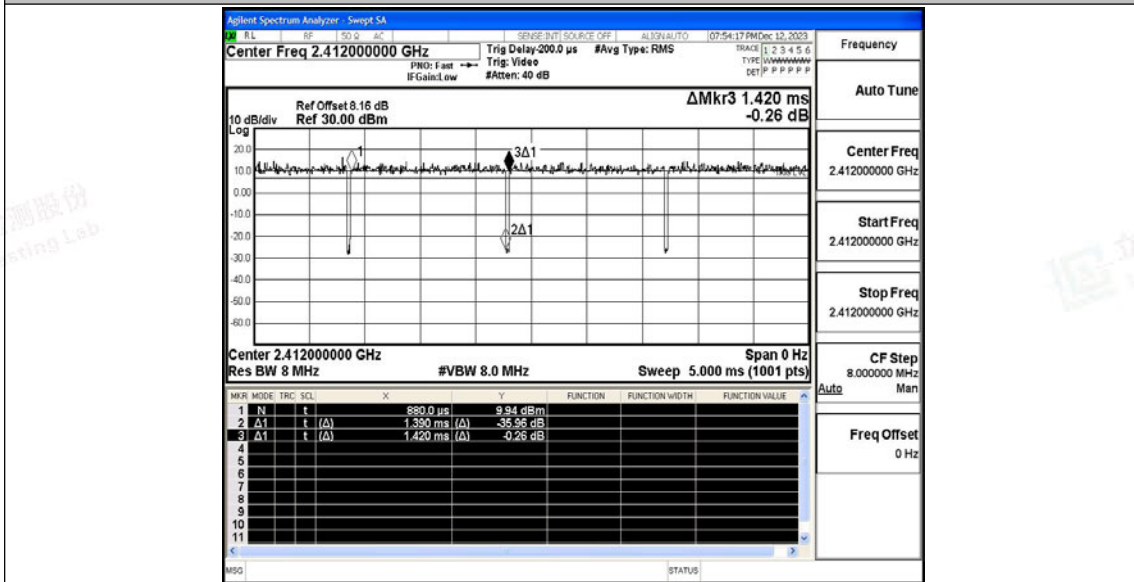 Agilent Spectrum Analyzer - Swept SA
RL RF 50 Ω AC SENSE:INT SOURCE OFF ALIGN AUTO 07:54:17 PM Dec 12, 2023
Center Freq 2.412000000 GHz
PNO: Fast
IFGain:Low
Trig Delay-200.0 µs #Avg Type: RMS
Trig: Video
#Atten: 40 dB
TRACE 1 2 3 4 5 6
TYPE
DET P P P P P P
ΔMkr3 1.420 ms
-0.26 dB
Ref Offset 8.16 dB
10 dB/div Ref 30.00 dBm
Log
20.0
10.0
0.00
-10.0
-20.0
-30.0
-40.0
-50.0
-60.0
1
3Δ1
2Δ1
Center 2.412000000 GHz Span 0 Hz
Res BW 8 MHz #VBW 8.0 MHz Sweep 5.000 ms (1001 pts)
MKR MODE TRC SCL X Y FUNCTION FUNCTION WIDTH FUNCTION VALUE
1 N t 880.0 µs 9.94 dBm
2 Δ1 t (Δ) 1.390 ms (Δ) -35.96 dB
3 Δ1 t (Δ) 1.420 ms (Δ) -0.26 dB
4
5
6
7
8
9
10
11
MSG STATUS
Frequency
Auto Tune
Center Freq
2.412000000 GHz
Start Freq
2.412000000 GHz
Stop Freq
2.412000000 GHz
CF Step
8.000000 MHz
Auto Man
Freq Offset
0 Hz
测股份
sting Lab
立